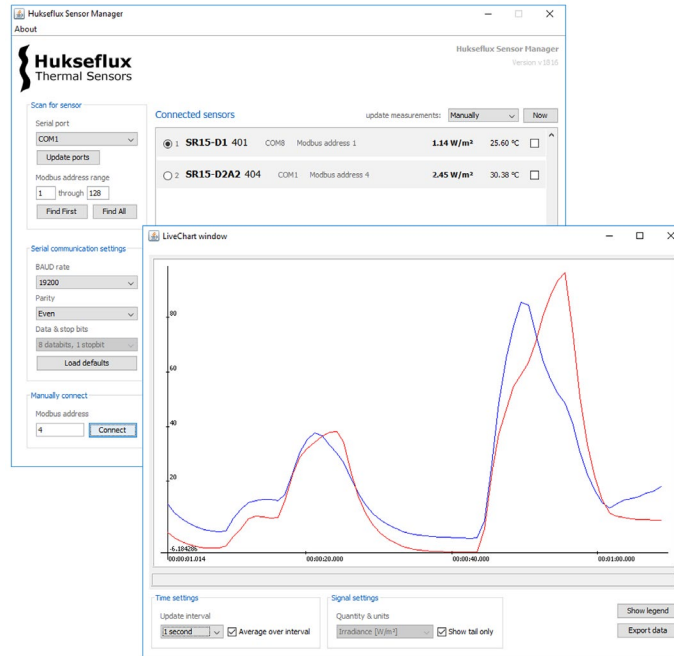 Hukseflux Sensor Manager
About
Hukseflux
Thermal Sensors
Hukseflux Sensor Manager
Version v1816
Scan for sensor
Serial port
COM1
Update ports
Modbus address range
1 through 128
Find First Find All
Connected sensors
update measurements: Manually Now
1 SR15-D1 401 COM8 Modbus address 1 1.14 W/m² 25.60 °C
2 SR15-D2A2 404 COM1 Modbus address 4 2.45 W/m² 30.38 °C
Serial communication settings
BAUD rate
19200
Parity
Even
Data & stop bits
8 databits, 1 stopbit
Load defaults
Manually connect
Modbus address
4 Connect
LiveChart window
80
60
40
20
-6.184286
00:00:01.014 00:00:20.000 00:00:40.000 00:01:00.000
Time settings
Update interval
1 second Average over interval
Signal settings
Quantity & units
Irradiance [W/m²] Show tail only
Show legend
Export data